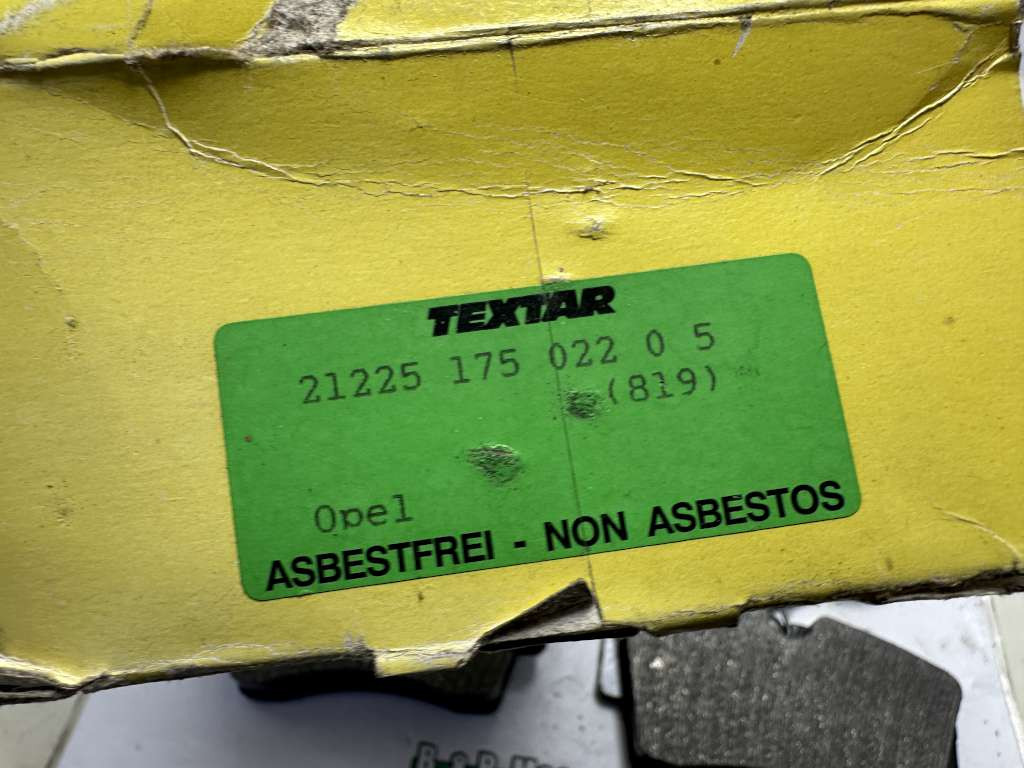 TEXTAR
21225 175 022 0 5
(819)
Opel
ASBESTFREI - NON ASBESTOS
B & B